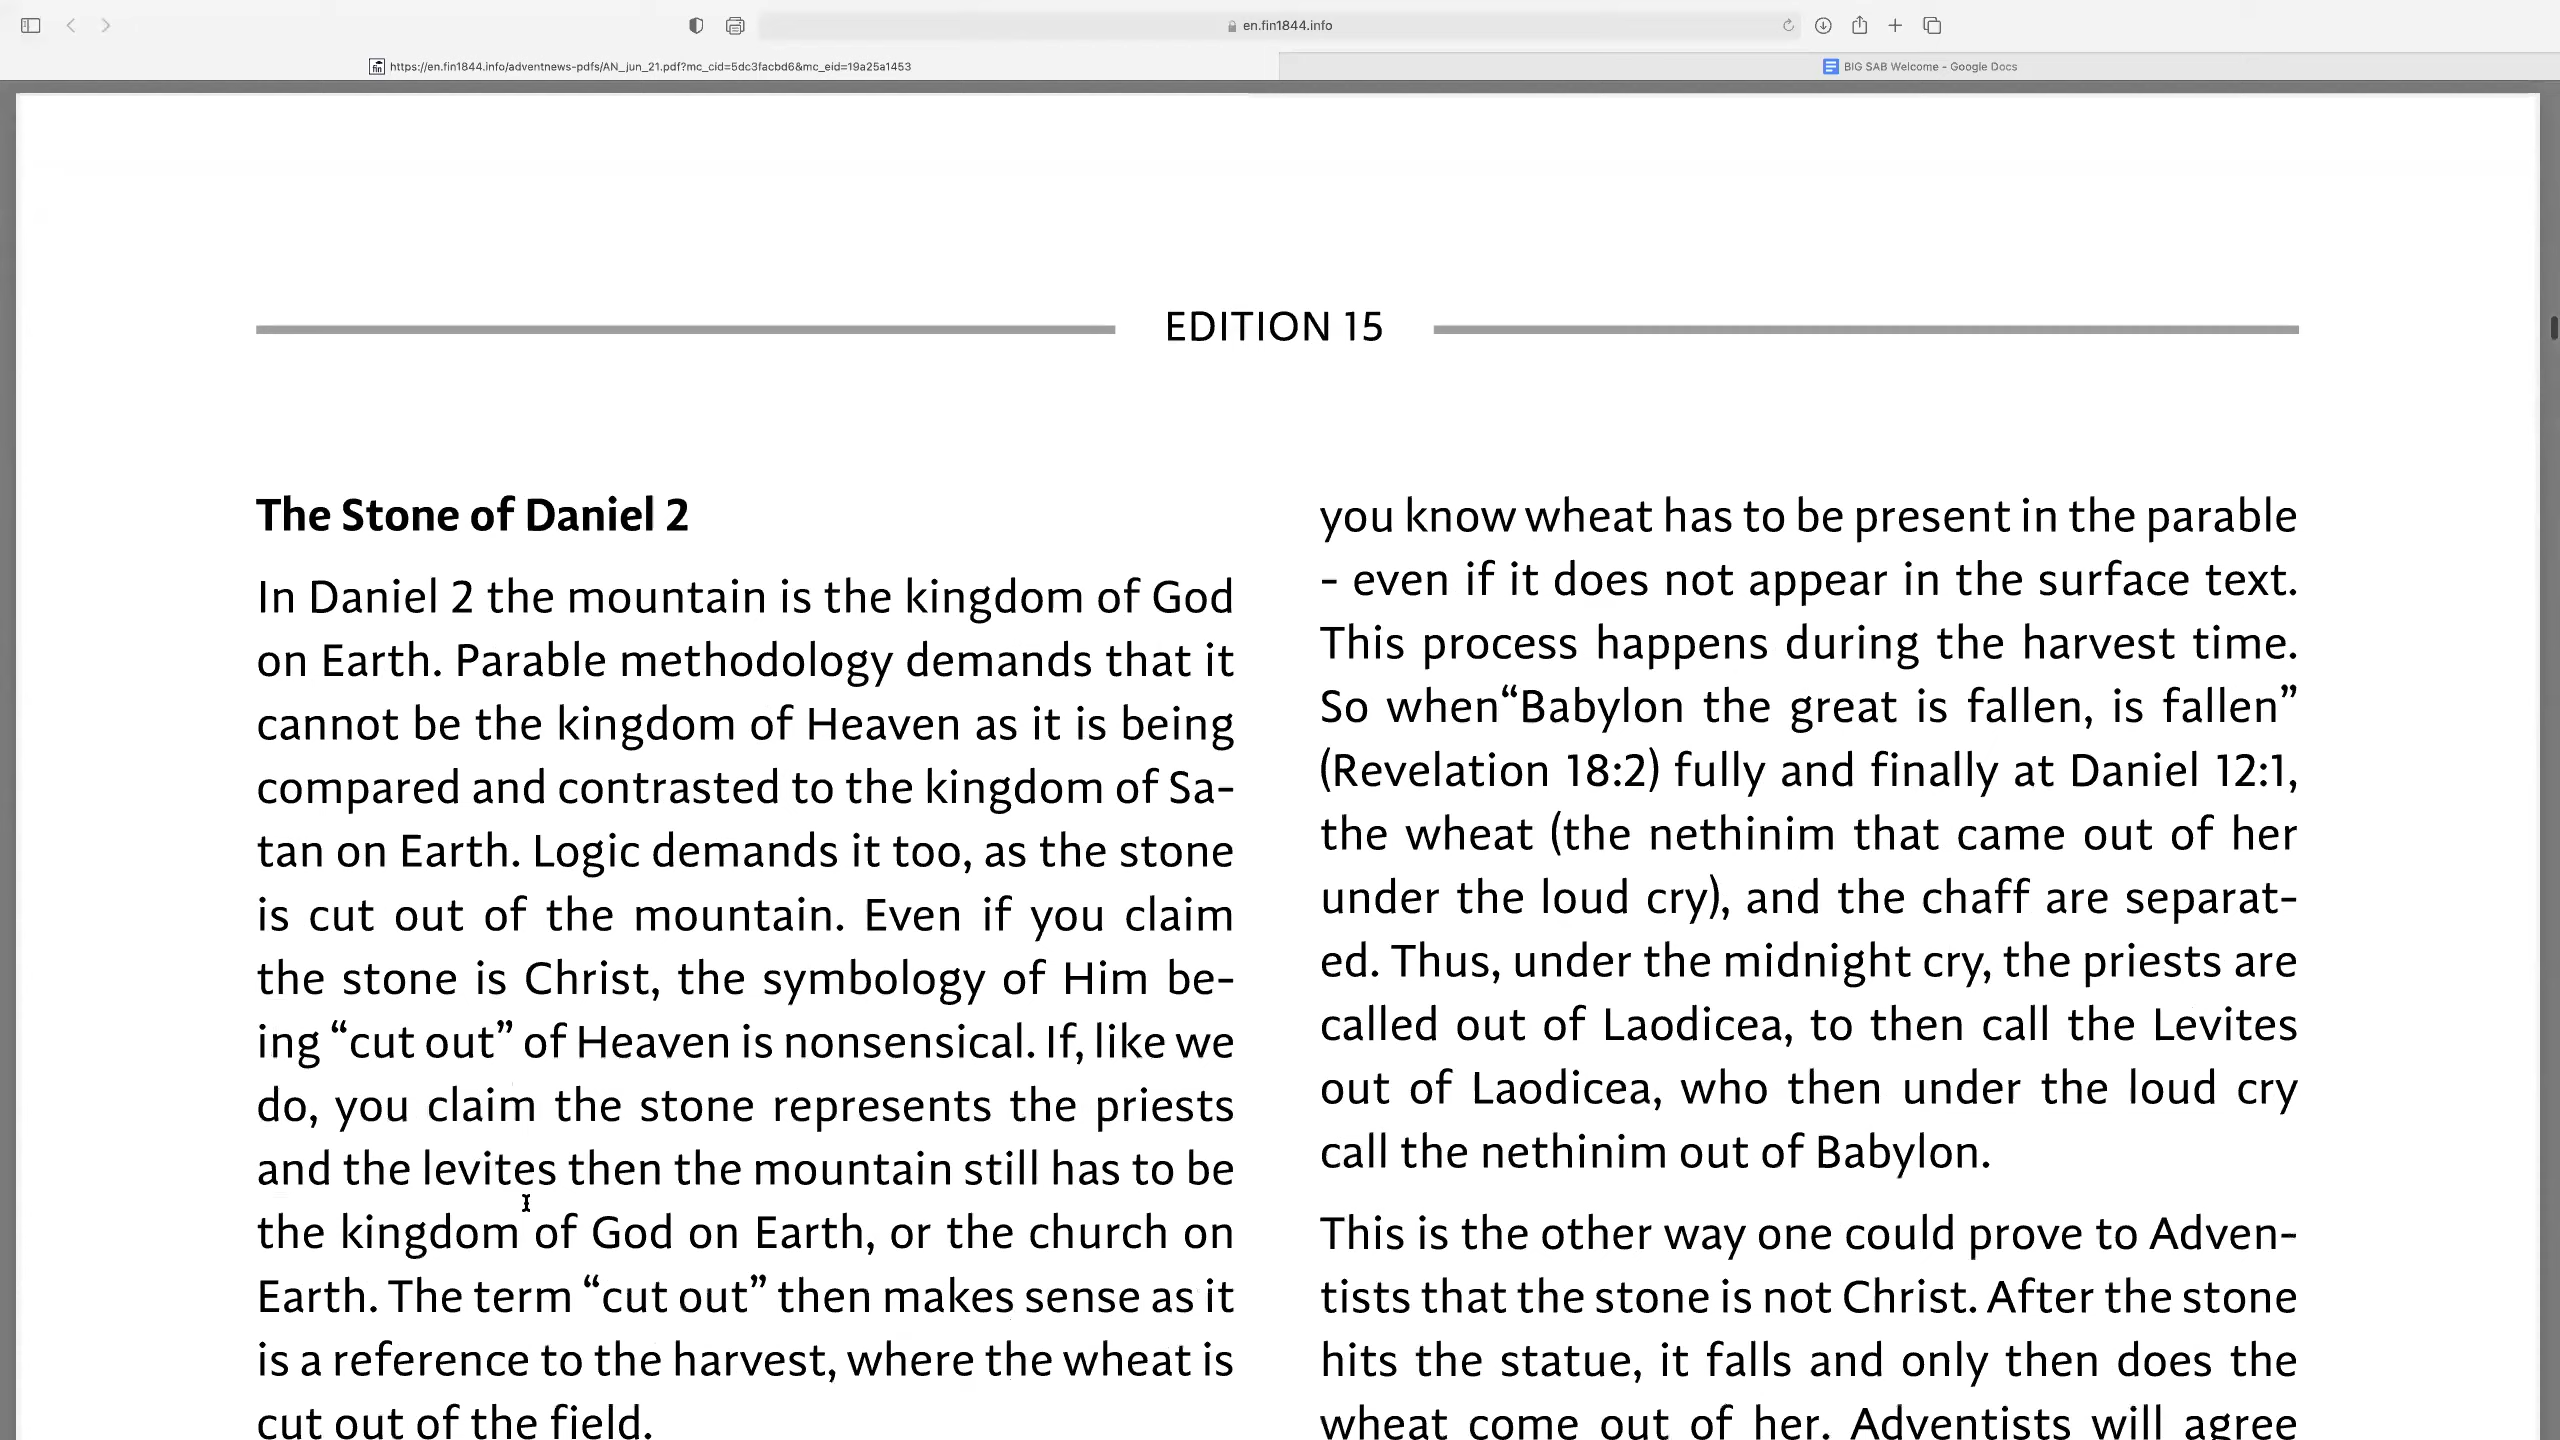 en.fin1844.info
https://en.fin1844.info/adventnews-pdfs/AN_jun_21.pdf?mc_cid=5dc3facbd6&mc_eid=19a25a1453
BIG SAB Welcome - Google Docs
EDITION 15
The Stone of Daniel 2
In Daniel 2 the mountain is the kingdom of God
on Earth. Parable methodology demands that it
cannot be the kingdom of Heaven as it is being
compared and contrasted to the kingdom of Sa-
tan on Earth. Logic demands it too, as the stone
is cut out of the mountain. Even if you claim
the stone is Christ, the symbology of Him be-
ing “cut out” of Heaven is nonsensical. If, like we
do, you claim the stone represents the priests
and the levites then the mountain still has to be
the kingdom of God on Earth, or the church on
Earth. The term “cut out” then makes sense as it
is a reference to the harvest, where the wheat is
cut out of the field.
you know wheat has to be present in the parable
- even if it does not appear in the surface text.
This process happens during the harvest time.
So when“Babylon the great is fallen, is fallen”
(Revelation 18:2) fully and finally at Daniel 12:1,
the wheat (the nethinim that came out of her
under the loud cry), and the chaff are separat-
ed. Thus, under the midnight cry, the priests are
called out of Laodicea, to then call the Levites
out of Laodicea, who then under the loud cry
call the nethinim out of Babylon.
This is the other way one could prove to Adven-
tists that the stone is not Christ. After the stone
hits the statue, it falls and only then does the
wheat come out of her. Adventists will agree